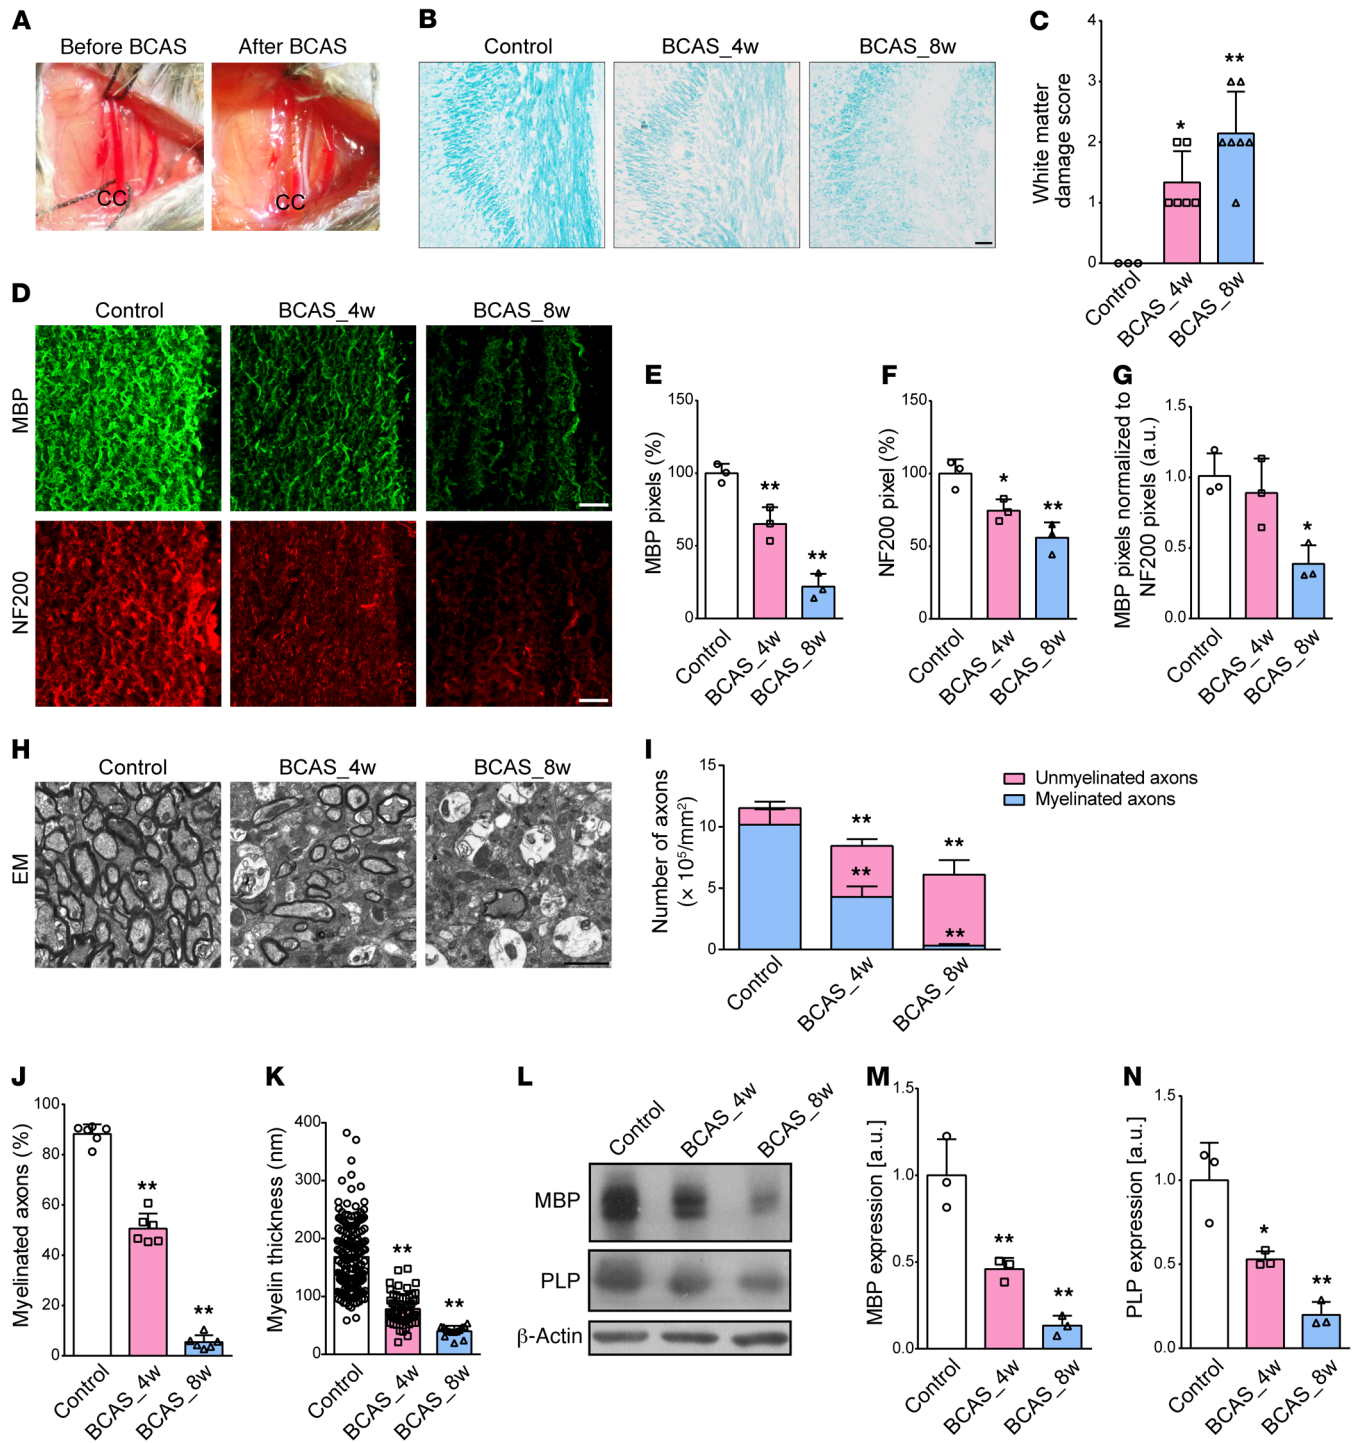 A
Before BCAS
After BCAS
CC
CC
B
Control
BCAS_4w
BCAS_8w
C
White matter
damage score
4
3
2
1
0
*
**
Control
BCAS_4w
BCAS_8w
D
Control
BCAS_4w
BCAS_8w
MBP
NF200
E
MBP pixels (%)
150
100
50
0
**
**
Control
BCAS_4w
BCAS_8w
F
NF200 pixel (%)
150
100
50
0
*
**
Control
BCAS_4w
BCAS_8w
G
MBP pixels normalized to
NF200 pixels (a.u.)
1.5
1.0
0.5
0.0
*
Control
BCAS_4w
BCAS_8w
H
Control
BCAS_4w
BCAS_8w
EM
I
Number of axons
(× 10⁵/mm²)
15
10
5
0
**
**
**
**
Control
BCAS_4w
BCAS_8w
Unmyelinated axons
Myelinated axons
J
Myelinated axons (%)
100
80
60
40
20
0
**
**
Control
BCAS_4w
BCAS_8w
K
Myelin thickness (nm)
400
300
200
100
0
**
**
Control
BCAS_4w
BCAS_8w
L
Control
BCAS_4w
BCAS_8w
MBP
PLP
β-Actin
M
MBP expression [a.u.]
1.5
1.0
0.5
0.0
**
**
Control
BCAS_4w
BCAS_8w
N
PLP expression [a.u.]
1.5
1.0
0.5
0.0
*
**
Control
BCAS_4w
BCAS_8w